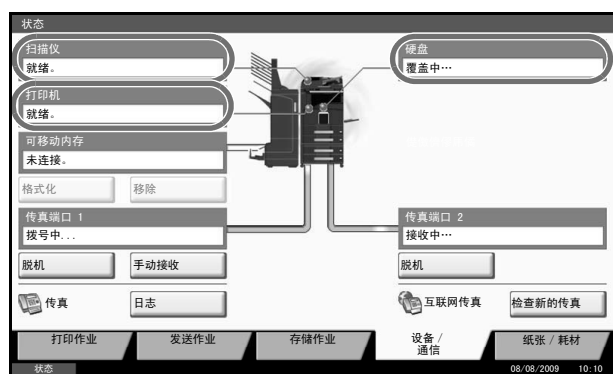 状态
扫描仪
就绪。
硬盘
覆盖中…
打印机
就绪。
可移动内存
未连接。
格式化
移除
传真端口 1
拨号中...
传真端口 2
接收中…
脱机
手动接收
脱机
传真
日志
互联网传真
检查新的传真
打印作业
发送作业
存储作业
设备 /
通信
纸张 / 耗材
状态
08/08/2009 10:10